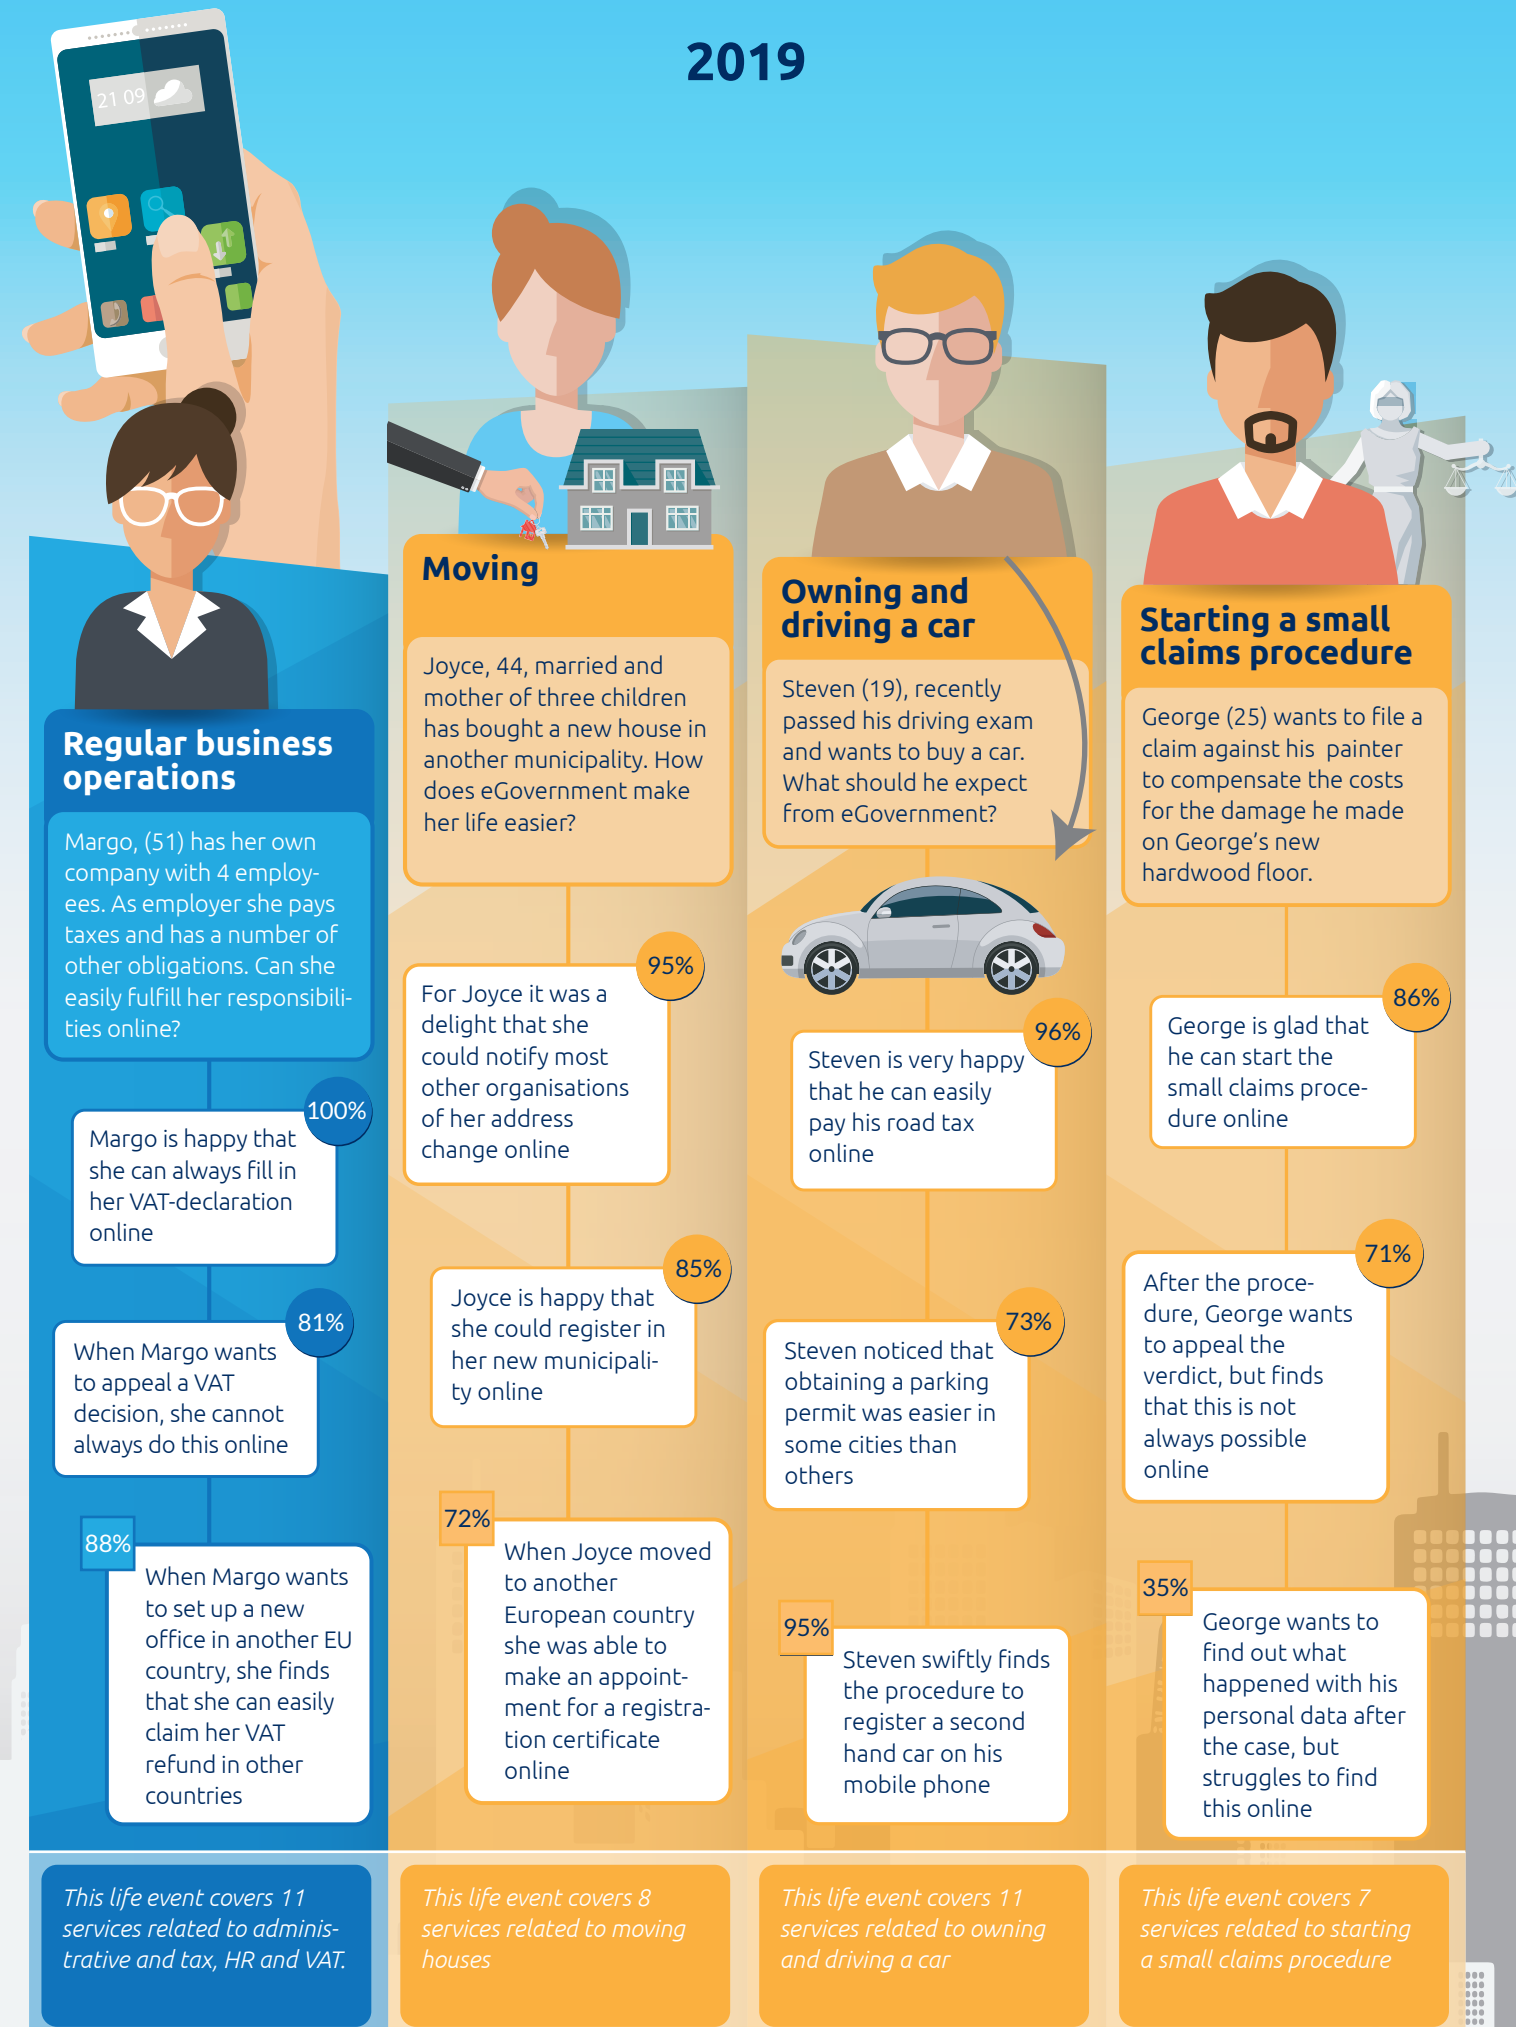 2019
21 09
Regular business
operations
Margo, (51) has her own
company with 4 employ-
ees. As employer she pays
taxes and has a number of
other obligations. Can she
easily fulfill her responsibili-
ties online?
100%
Margo is happy that
she can always fill in
her VAT-declaration
online
81%
When Margo wants
to appeal a VAT
decision, she cannot
always do this online
88%
When Margo wants
to set up a new
office in another EU
country, she finds
that she can easily
claim her VAT
refund in other
countries
This life event covers 11
services related to adminis-
trative and tax, HR and VAT.
Moving
Joyce, 44, married and
mother of three children
has bought a new house in
another municipality. How
does eGovernment make
her life easier?
95%
For Joyce it was a
delight that she
could notify most
other organisations
of her address
change online
85%
Joyce is happy that
she could register in
her new municipali-
ty online
72%
When Joyce moved
to another
European country
she was able to
make an appoint-
ment for a registra-
tion certificate
online
This life event covers 8
services related to moving
houses
Owning and
driving a car
Steven (19), recently
passed his driving exam
and wants to buy a car.
What should he expect
from eGovernment?
96%
Steven is very happy
that he can easily
pay his road tax
online
73%
Steven noticed that
obtaining a parking
permit was easier in
some cities than
others
95%
Steven swiftly finds
the procedure to
register a second
hand car on his
mobile phone
This life event covers 11
services related to owning
and driving a car
Starting a small
claims procedure
George (25) wants to file a
claim against his painter
to compensate the costs
for the damage he made
on George's new
hardwood floor.
86%
George is glad that
he can start the
small claims proce-
dure online
71%
After the proce-
dure, George wants
to appeal the
verdict, but finds
that this is not
always possible
online
35%
George wants to
find out what
happened with his
personal data after
the case, but
struggles to find
this online
This life event covers 7
services related to starting
a small claims procedure